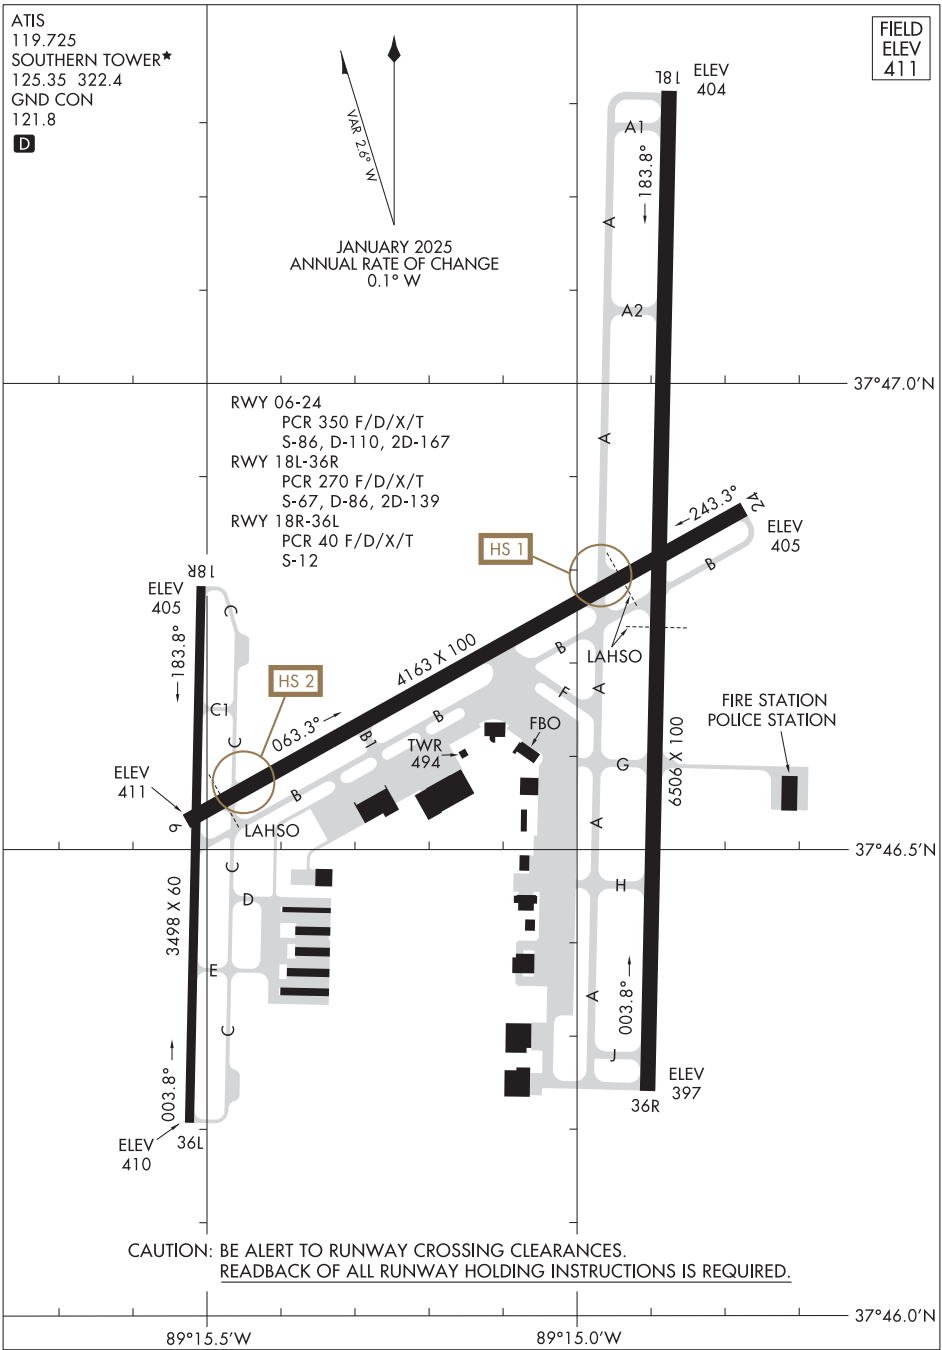 ATIS
119.725
SOUTHERN TOWER★
125.35 322.4
GND CON
121.8
D
FIELD
ELEV
411
VAR 2.6° W
JANUARY 2025
ANNUAL RATE OF CHANGE
0.1° W
18L
ELEV
404
A1
183.8°
A
A2
37°47.0'N
RWY 06-24
PCR 350 F/D/X/T
S-86, D-110, 2D-167
RWY 18L-36R
PCR 270 F/D/X/T
S-67, D-86, 2D-139
RWY 18R-36L
PCR 40 F/D/X/T
S-12
A
243.3°
24
ELEV
405
HS 1
B
18R
ELEV
405
C
183.8°
4163 X 100
B
LAHSO
HS 2
F
A
C1
C
063.3°
B1
B
TWR
494
FBO
FIRE STATION
POLICE STATION
G
6506 X 100
ELEV
411
B
6
LAHSO
A
37°46.5'N
C
D
H
3498 X 60
E
C
A
003.8°
J
003.8°
ELEV
397
36R
36L
ELEV
410
CAUTION: BE ALERT TO RUNWAY CROSSING CLEARANCES.
READBACK OF ALL RUNWAY HOLDING INSTRUCTIONS IS REQUIRED.
37°46.0'N
89°15.5'W
89°15.0'W